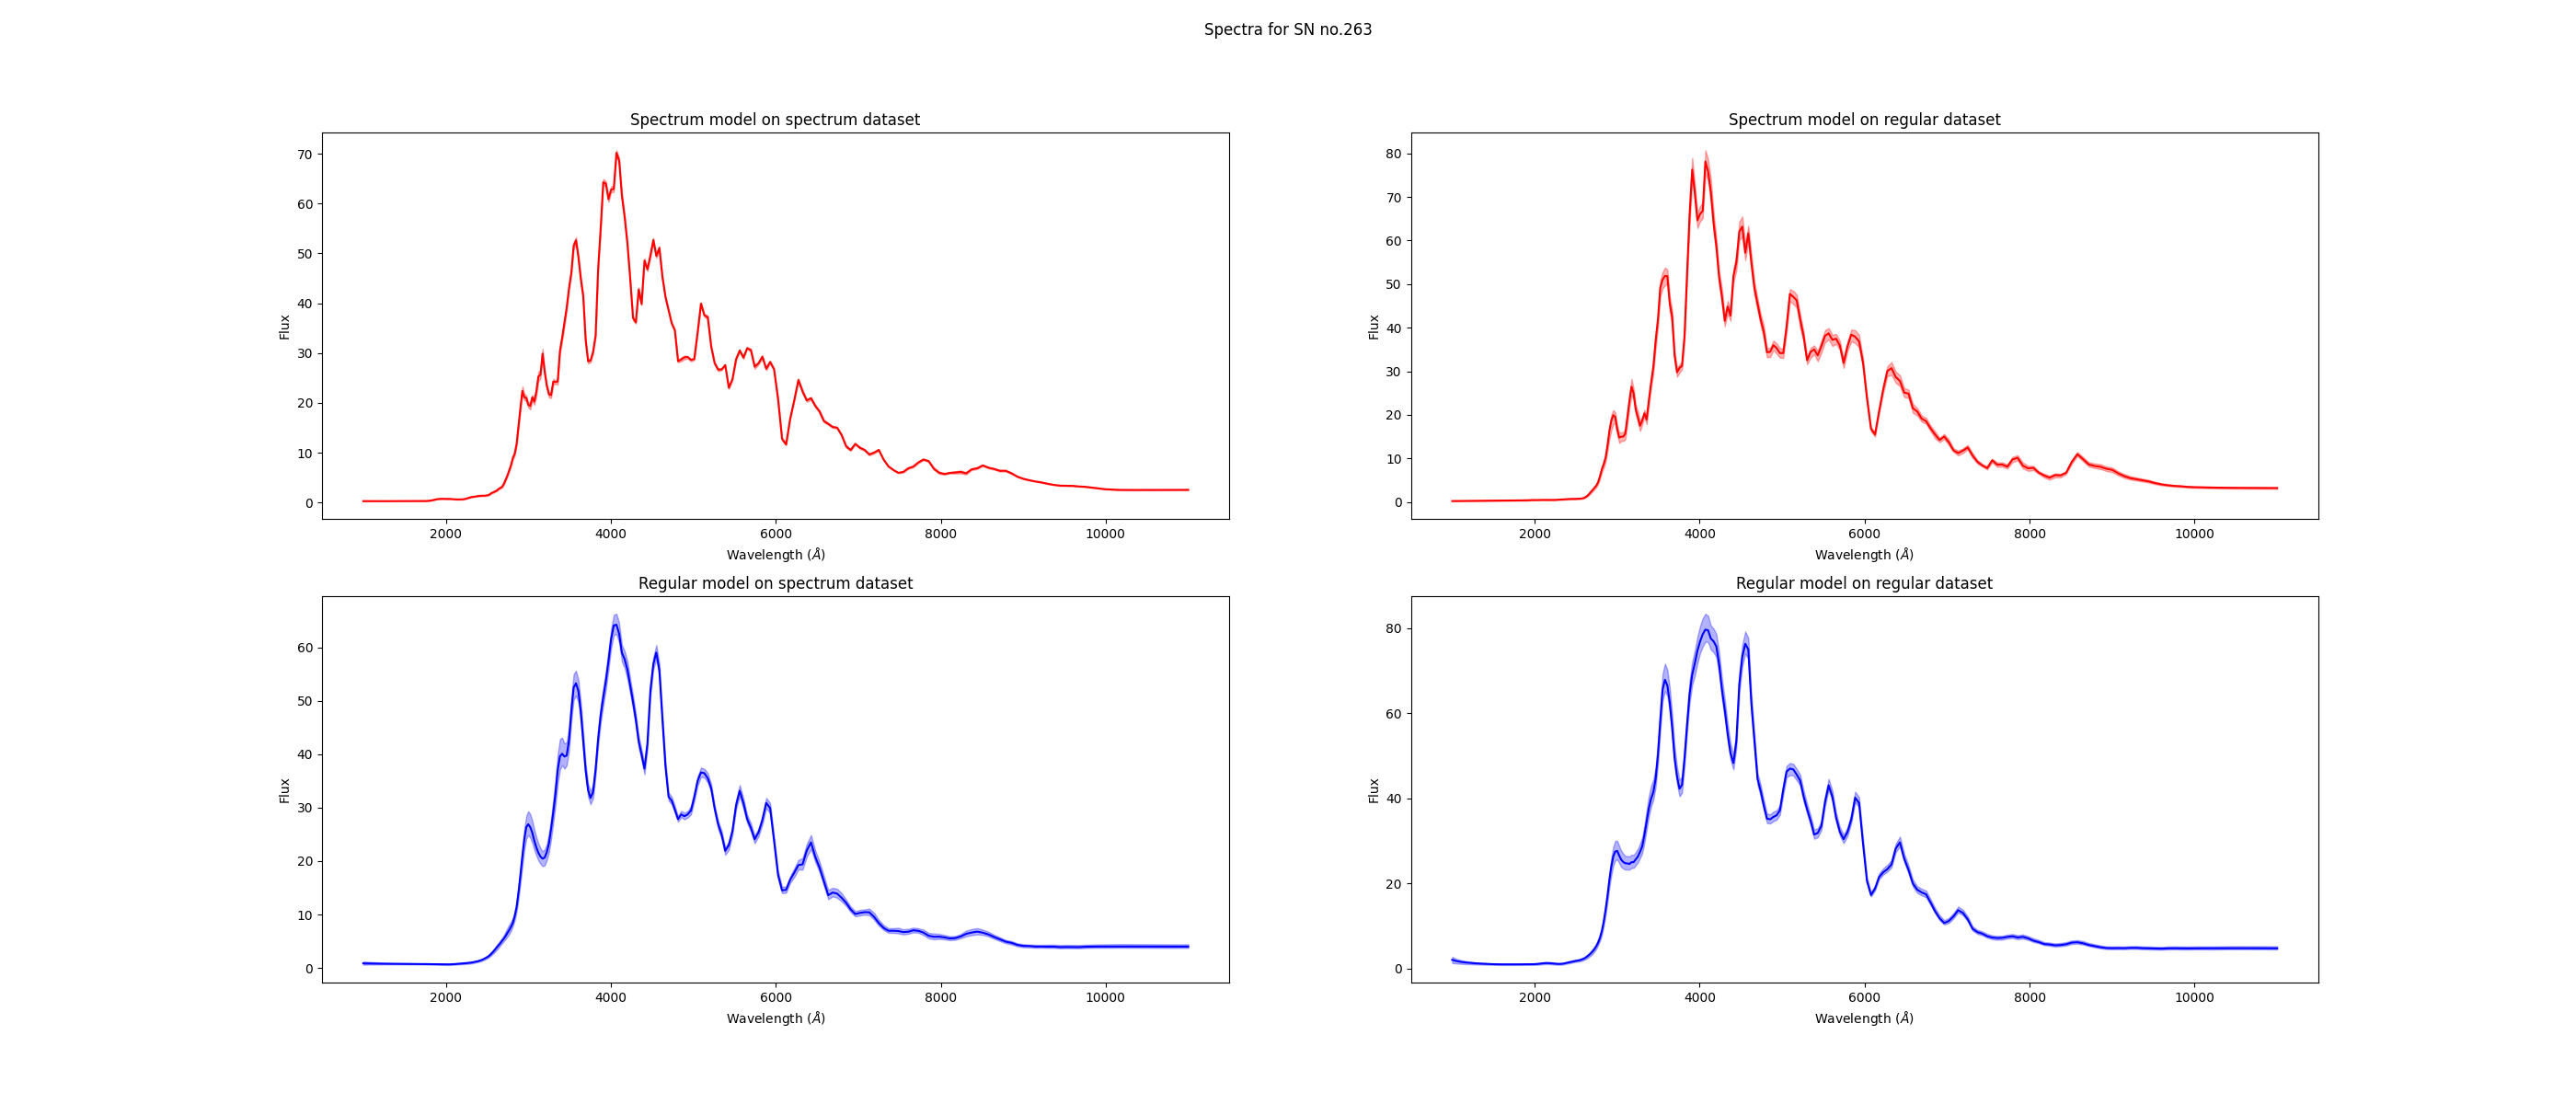 Spectra for SN no.263
Spectrum model on spectrum dataset
70
60
50
40
30
20
10
0
Flux
2000 4000 6000 8000 10000
Wavelength (Å)
Spectrum model on regular dataset
80
70
60
50
40
30
20
10
0
Flux
2000 4000 6000 8000 10000
Wavelength (Å)
Regular model on spectrum dataset
60
50
40
30
20
10
0
Flux
2000 4000 6000 8000 10000
Wavelength (Å)
Regular model on regular dataset
80
60
40
20
0
Flux
2000 4000 6000 8000 10000
Wavelength (Å)